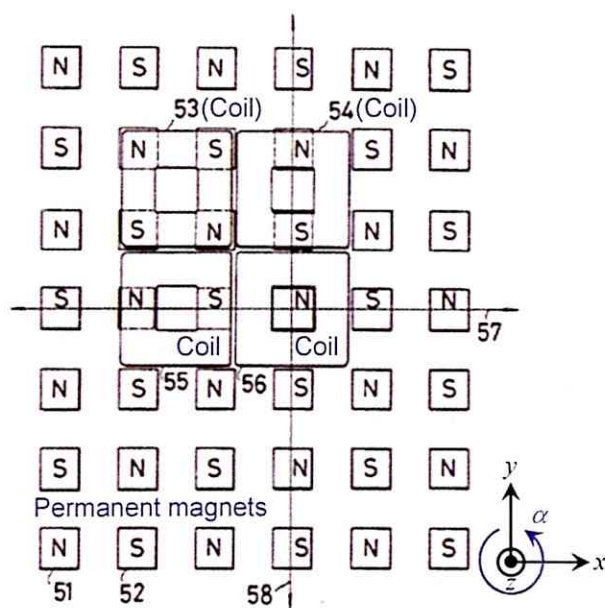 N S N S N S
53 (Coil) 54 (Coil)
S N S N S N
N S N S N S
S N S N S N
57
Coil Coil
55 56
N S N S N S
S N S N S N
Permanent magnets
N S N S N S
51 52 58
y
α
x
z